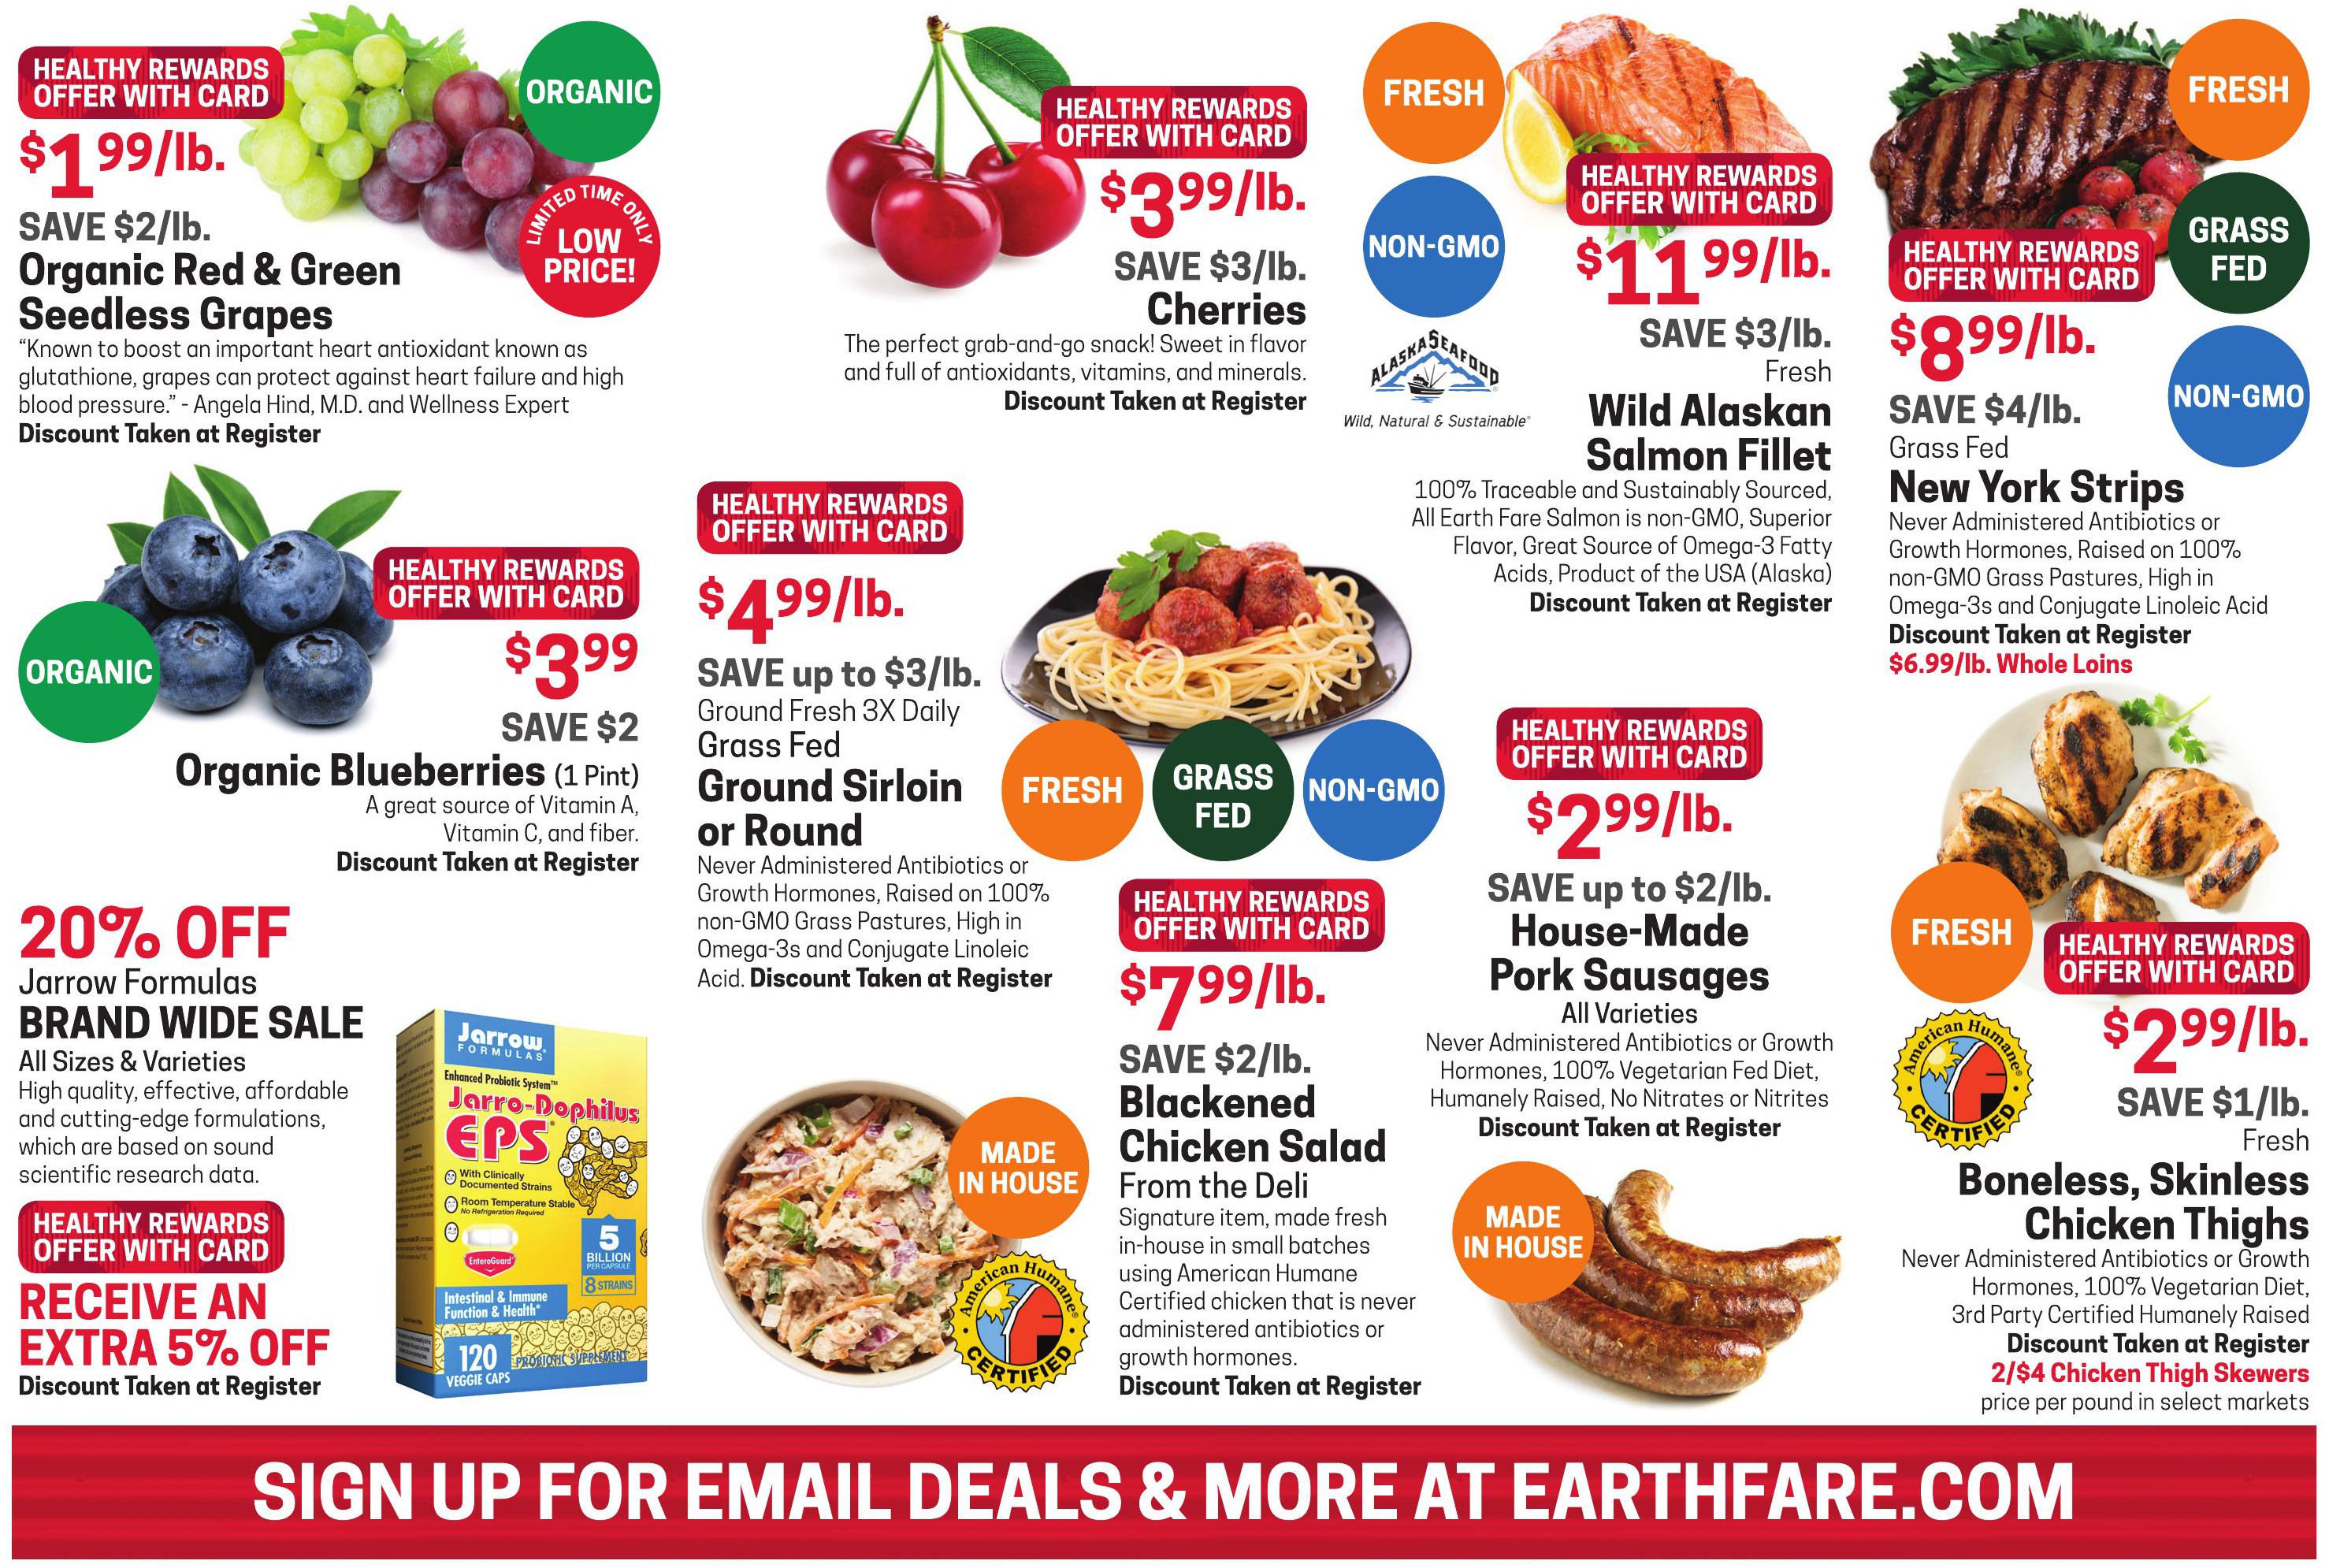 HEALTHY REWARDS
OFFER WITH CARD
$1.99/lb.
SAVE $2/lb.
Organic Red & Green
Seedless Grapes
“Known to boost an important heart antioxidant known as
glutathione, grapes can protect against heart failure and high
blood pressure.” - Angela Hind, M.D. and Wellness Expert
Discount Taken at Register
ORGANIC
LIMITED TIME ONLY
LOW
PRICE!
HEALTHY REWARDS
OFFER WITH CARD
$3.99/lb.
SAVE $3/lb.
Cherries
The perfect grab-and-go snack! Sweet in flavor
and full of antioxidants, vitamins, and minerals.
Discount Taken at Register
FRESH
NON-GMO
ALASKA SEAFOOD
Wild, Natural & Sustainable®
HEALTHY REWARDS
OFFER WITH CARD
$11.99/lb.
SAVE $3/lb.
Fresh
Wild Alaskan
Salmon Fillet
100% Traceable and Sustainably Sourced,
All Earth Fare Salmon is non-GMO, Superior
Flavor, Great Source of Omega-3 Fatty
Acids, Product of the USA (Alaska)
Discount Taken at Register
FRESH
GRASS
FED
NON-GMO
HEALTHY REWARDS
OFFER WITH CARD
$8.99/lb.
SAVE $4/lb.
Grass Fed
New York Strips
Never Administered Antibiotics or
Growth Hormones, Raised on 100%
non-GMO Grass Pastures, High in
Omega-3s and Conjugate Linoleic Acid
Discount Taken at Register
$6.99/lb. Whole Loins
ORGANIC
HEALTHY REWARDS
OFFER WITH CARD
$3.99
SAVE $2
Organic Blueberries (1 Pint)
A great source of Vitamin A,
Vitamin C, and fiber.
Discount Taken at Register
HEALTHY REWARDS
OFFER WITH CARD
$4.99/lb.
SAVE up to $3/lb.
Ground Fresh 3X Daily
Grass Fed
Ground Sirloin
or Round
Never Administered Antibiotics or
Growth Hormones, Raised on 100%
non-GMO Grass Pastures, High in
Omega-3s and Conjugate Linoleic
Acid. Discount Taken at Register
FRESH
GRASS
FED
NON-GMO
20% OFF
Jarrow Formulas
BRAND WIDE SALE
All Sizes & Varieties
High quality, effective, affordable
and cutting-edge formulations,
which are based on sound
scientific research data.
HEALTHY REWARDS
OFFER WITH CARD
RECEIVE AN
EXTRA 5% OFF
Discount Taken at Register
Jarrow
FORMULAS®
Enhanced Probiotic System™
Jarro-Dophilus
EPS®
With Clinically
Documented Strains
Room Temperature Stable
No Refrigeration Required
EnteroGuard
5
BILLION
PER CAPSULE
8 STRAINS
Intestinal & Immune
Function & Health*
120
VEGGIE CAPS
PROBIOTIC SUPPLEMENT
HEALTHY REWARDS
OFFER WITH CARD
$7.99/lb.
SAVE $2/lb.
Blackened
Chicken Salad
From the Deli
Signature item, made fresh
in-house in small batches
using American Humane
Certified chicken that is never
administered antibiotics or
growth hormones.
Discount Taken at Register
MADE
IN HOUSE
American Humane®
CERTIFIED
HEALTHY REWARDS
OFFER WITH CARD
$2.99/lb.
SAVE up to $2/lb.
House-Made
Pork Sausages
All Varieties
Never Administered Antibiotics or Growth
Hormones, 100% Vegetarian Fed Diet,
Humanely Raised, No Nitrates or Nitrites
Discount Taken at Register
MADE
IN HOUSE
FRESH
HEALTHY REWARDS
OFFER WITH CARD
American Humane®
CERTIFIED
$2.99/lb.
SAVE $1/lb.
Fresh
Boneless, Skinless
Chicken Thighs
Never Administered Antibiotics or Growth
Hormones, 100% Vegetarian Diet,
3rd Party Certified Humanely Raised
Discount Taken at Register
2/$4 Chicken Thigh Skewers
price per pound in select markets
SIGN UP FOR EMAIL DEALS & MORE AT EARTHFARE.COM